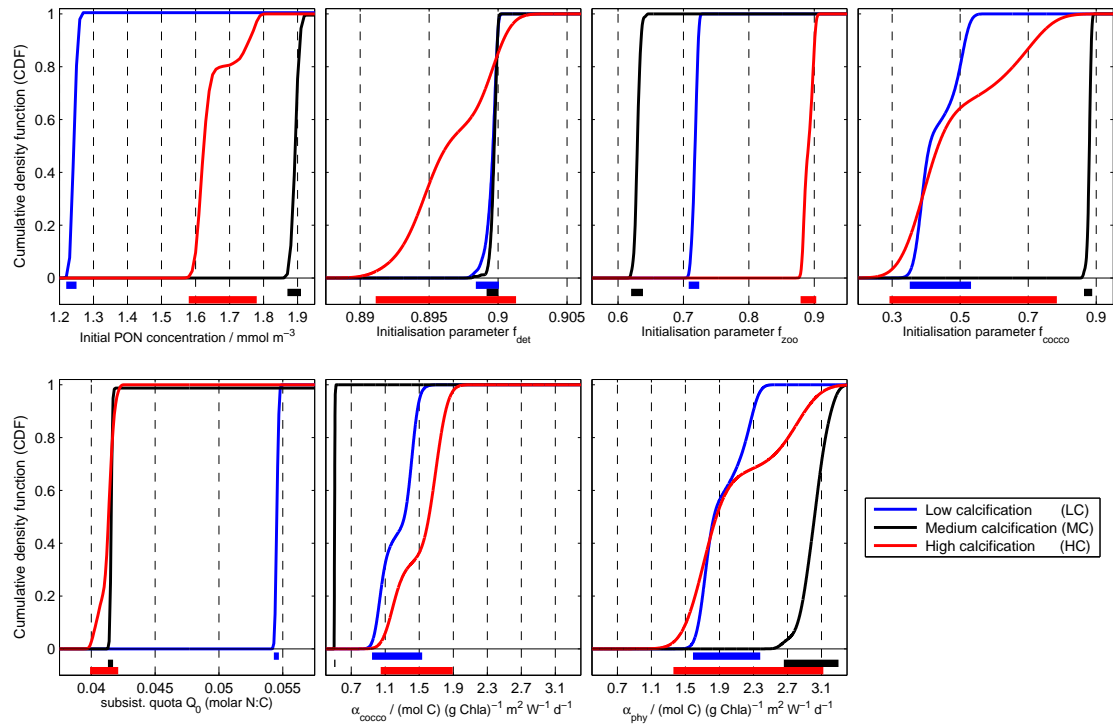 Cumulative density function (CDF)
1
0.8
0.6
0.4
0.2
0
1.2 1.3 1.4 1.5 1.6 1.7 1.8 1.9
Initial PON concentration / mmol m⁻³
0.89 0.895 0.9 0.905
Initialisation parameter f_det
0.6 0.7 0.8 0.9
Initialisation parameter f_zoo
0.3 0.5 0.7 0.9
Initialisation parameter f_cocco
Cumulative density function (CDF)
1
0.8
0.6
0.4
0.2
0
0.04 0.045 0.05 0.055
subsist. quota Q₀ (molar N:C)
0.7 1.1 1.5 1.9 2.3 2.7 3.1
α_cocco / (mol C) (g Chla)⁻¹ m² W⁻¹ d⁻¹
0.7 1.1 1.5 1.9 2.3 2.7 3.1
α_phy / (mol C) (g Chla)⁻¹ m² W⁻¹ d⁻¹
Low calcification (LC)
Medium calcification (MC)
High calcification (HC)